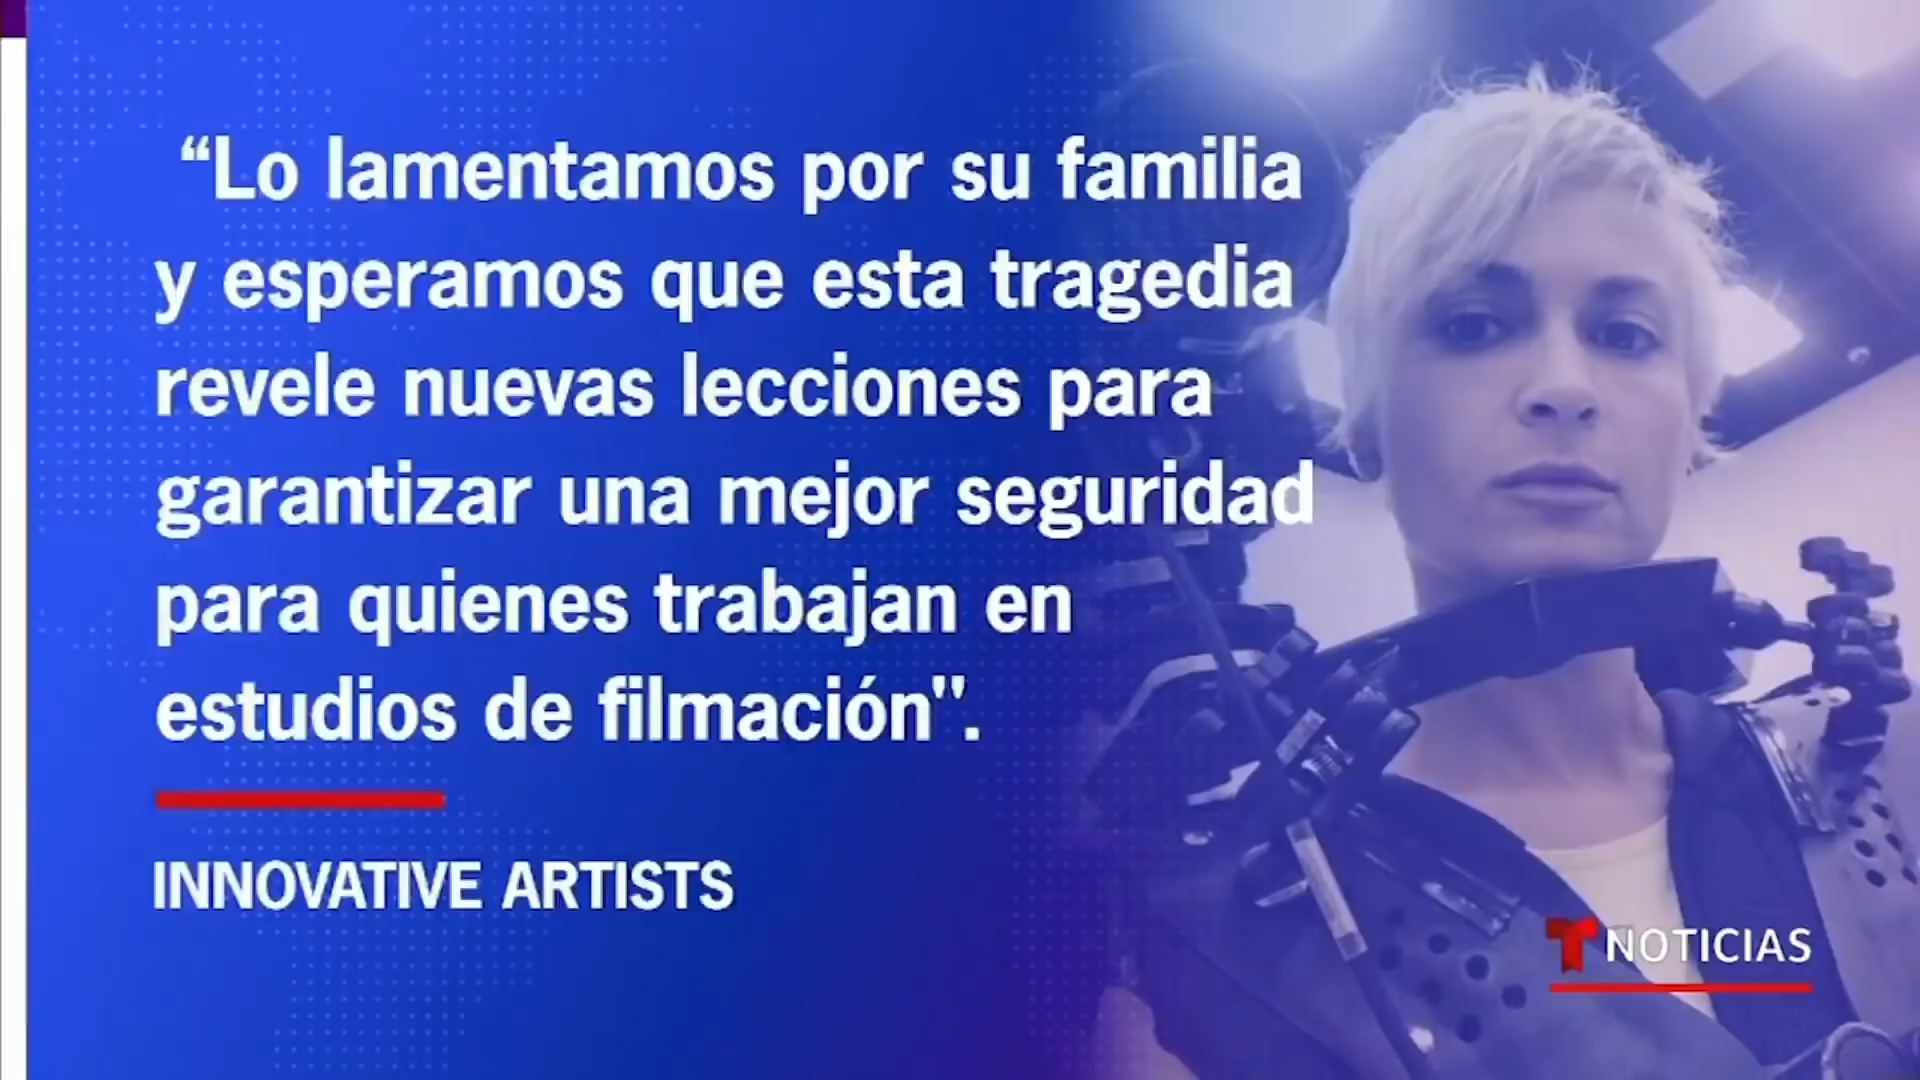 “Lo lamentamos por su familia
y esperamos que esta tragedia
revele nuevas lecciones para
garantizar una mejor seguridad
para quienes trabajan en
estudios de filmación".
INNOVATIVE ARTISTS
NOTICIAS